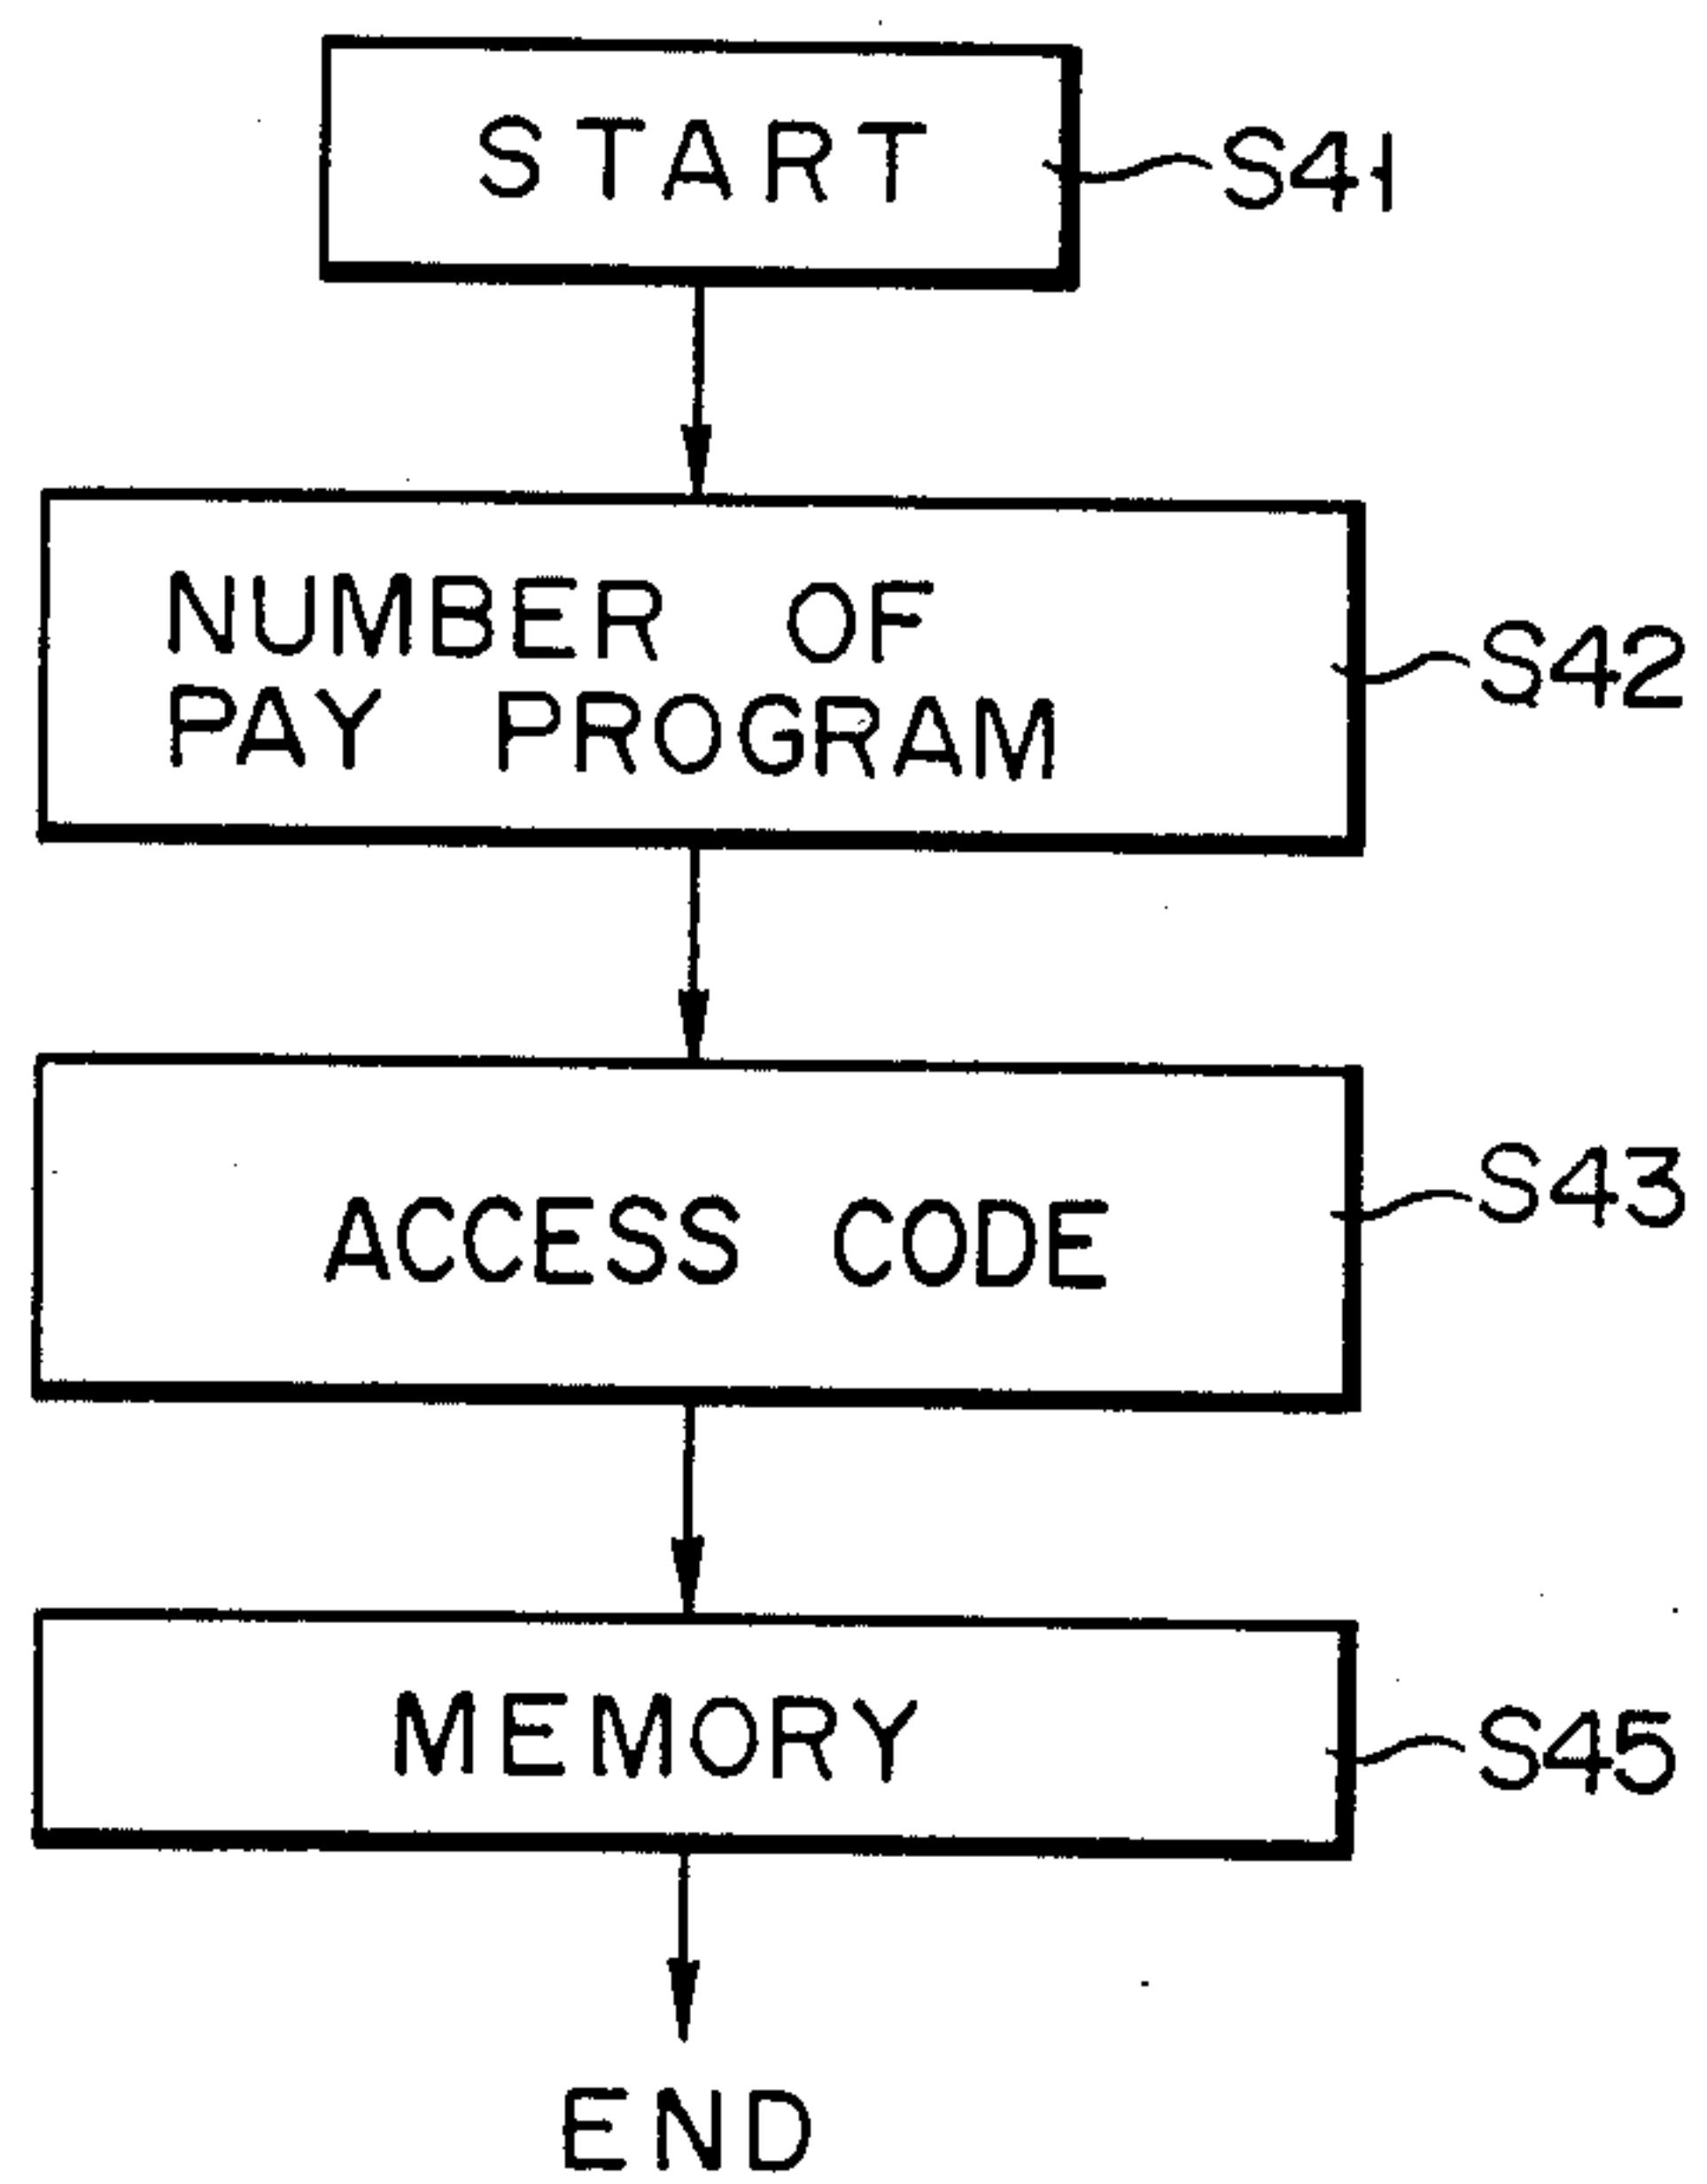 START
S41
NUMBER OF
PAY PROGRAM
S42
ACCESS CODE
S43
MEMORY
S45
END